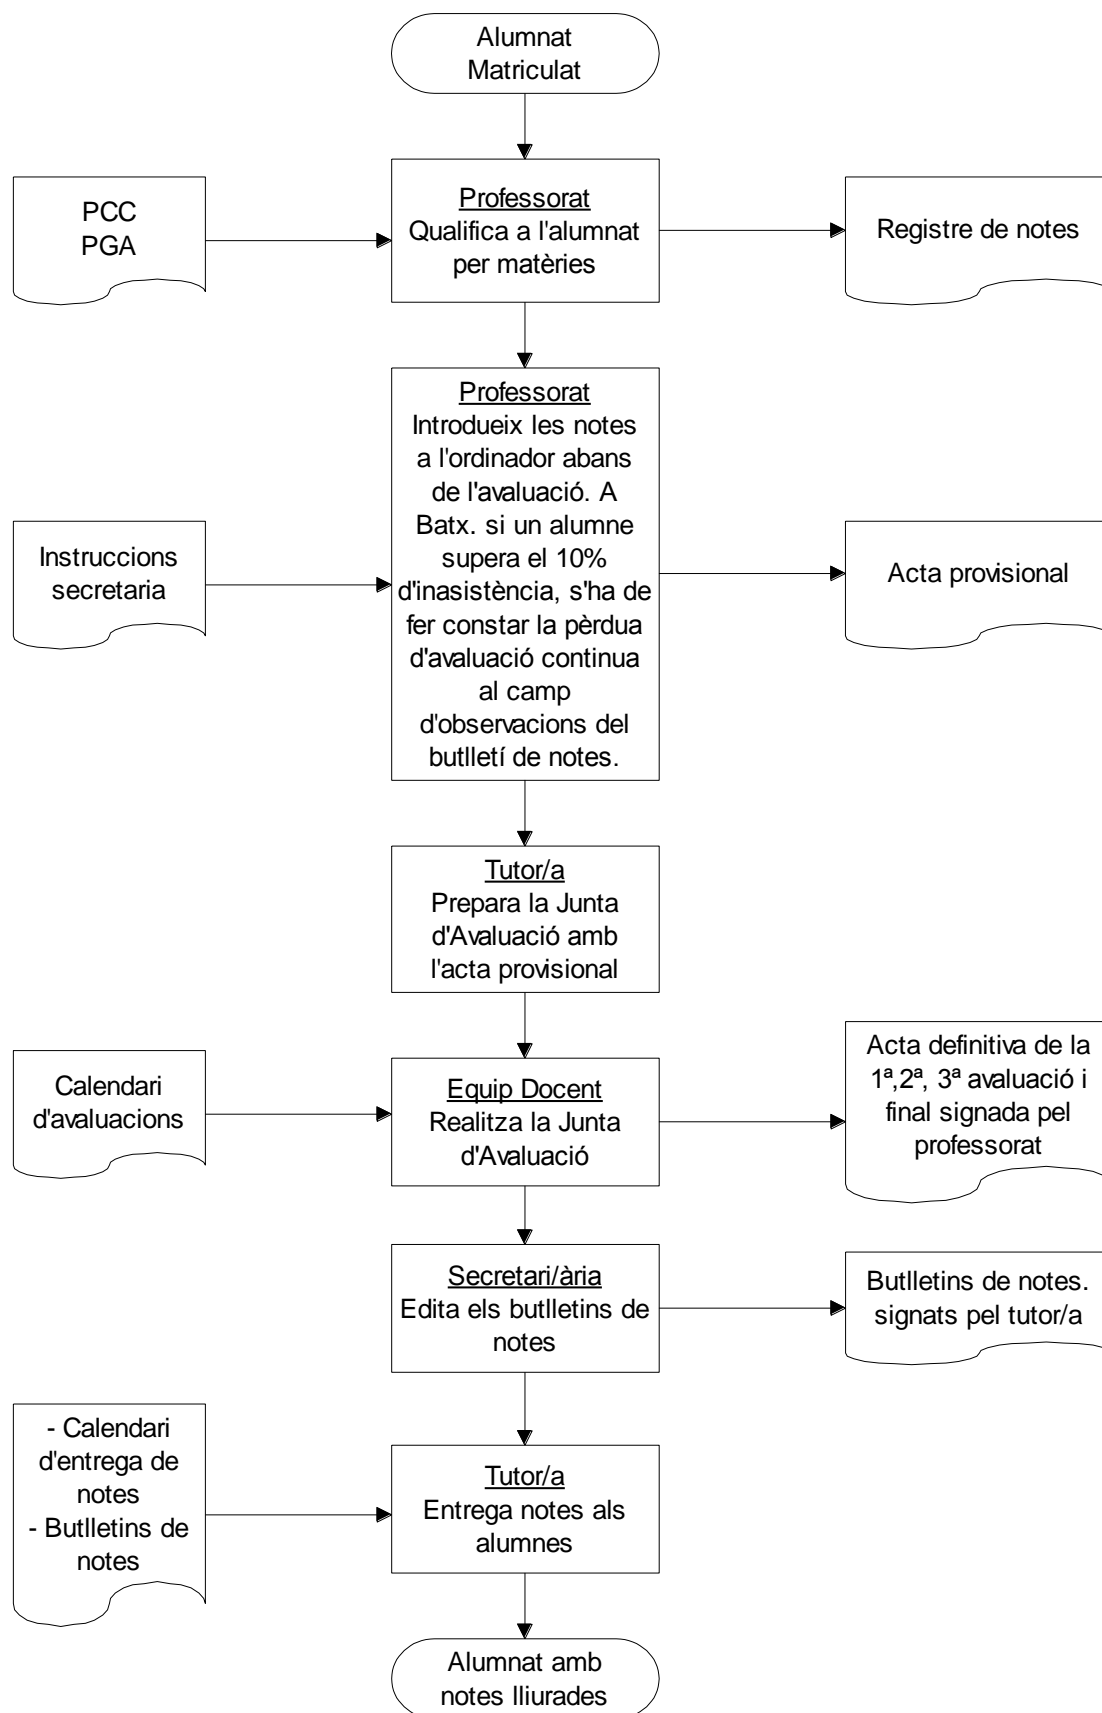 Alumnat
Matriculat
PCC
PGA
Professorat
Qualifica a l'alumnat
per matèries
Registre de notes
Instruccions
secretaria
Professorat
Introdueix les notes
a l'ordinador abans
de l'avaluació. A
Batx. si un alumne
supera el 10%
d'inasistència, s'ha de
fer constar la pèrdua
d'avaluació continua
al camp
d'observacions del
butlletí de notes.
Acta provisional
Tutor/a
Prepara la Junta
d'Avaluació amb
l'acta provisional
Calendari
d'avaluacions
Equip Docent
Realitza la Junta
d'Avaluació
Acta definitiva de la
1ª,2ª, 3ª avaluació i
final signada pel
professorat
Secretari/ària
Edita els butlletins de
notes
Butlletins de notes.
signats pel tutor/a
- Calendari
d'entrega de
notes
- Butlletins de
notes
Tutor/a
Entrega notes als
alumnes
Alumnat amb
notes lliurades